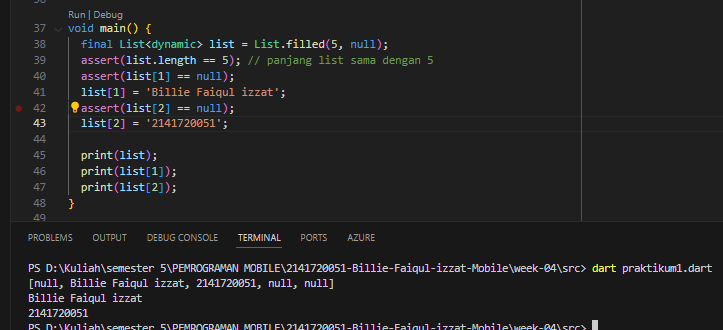 Run | Debug
37 void main() {
38 final List<dynamic> list = List.filled(5, null);
39 assert(list.length == 5); // panjang list sama dengan 5
40 assert(list[1] == null);
41 list[1] = 'Billie Faiqul izzat';
42 assert(list[2] == null);
43 list[2] = '2141720051';
44
45 print(list);
46 print(list[1]);
47 print(list[2]);
48 }
49
PROBLEMS OUTPUT DEBUG CONSOLE TERMINAL PORTS AZURE
PS D:\Kuliah\semester 5\PEMROGRAMAN MOBILE\2141720051-Billie-Faiqul-izzat-Mobile\week-04\src> dart praktikum1.dart
[null, Billie Faiqul izzat, 2141720051, null, null]
Billie Faiqul izzat
2141720051
PS D:\Kuliah\semester 5\PEMROGRAMAN MOBILE\2141720051-Billie-Faiqul-izzat-Mobile\week-04\src>